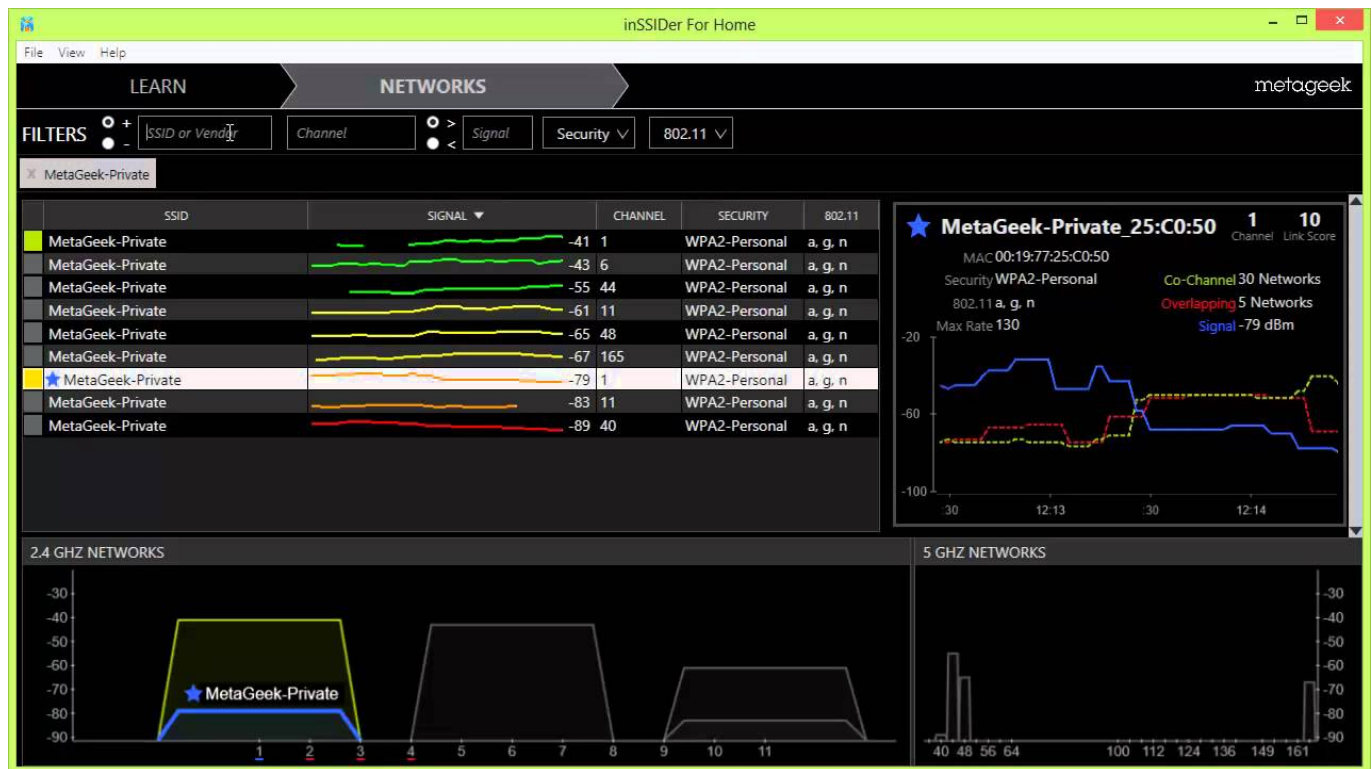 inSSIDer For Home
File View Help
LEARN NETWORKS metageek
FILTERS + - SSID or Vendor Channel > < Signal Security 802.11
X MetaGeek-Private
SSID SIGNAL CHANNEL SECURITY 802.11
MetaGeek-Private -41 1 WPA2-Personal a, g, n
MetaGeek-Private -43 6 WPA2-Personal a, g, n
MetaGeek-Private -55 44 WPA2-Personal a, g, n
MetaGeek-Private -61 11 WPA2-Personal a, g, n
MetaGeek-Private -65 48 WPA2-Personal a, g, n
MetaGeek-Private -67 165 WPA2-Personal a, g, n
MetaGeek-Private -79 1 WPA2-Personal a, g, n
MetaGeek-Private -83 11 WPA2-Personal a, g, n
MetaGeek-Private -89 40 WPA2-Personal a, g, n
MetaGeek-Private_25:C0:50 1 10
Channel Link Score
MAC 00:19:77:25:C0:50
Security WPA2-Personal Co-Channel 30 Networks
802.11 a, g, n Overlapping 5 Networks
Max Rate 130 Signal -79 dBm
-20
-60
-100
:30 12:13 :30 12:14
2.4 GHZ NETWORKS
-30
-40
-50
-60
-70
-80
-90
MetaGeek-Private
1 2 3 4 5 6 7 8 9 10 11
5 GHZ NETWORKS
-30
-40
-50
-60
-70
-80
-90
40 48 56 64 100 112 124 136 149 161